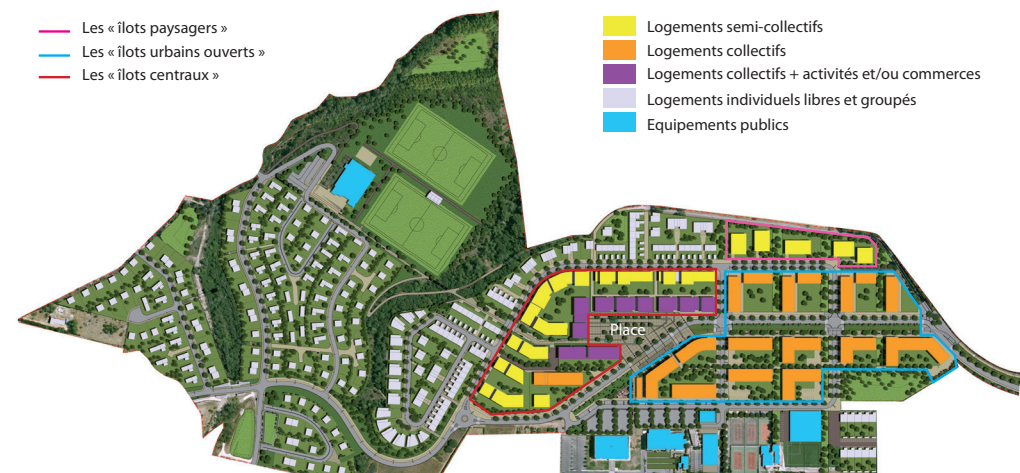 Les « îlots paysagers »
Les « îlots urbains ouverts »
Les « îlots centraux »
Logements semi-collectifs
Logements collectifs
Logements collectifs + activités et/ou commerces
Logements individuels libres et groupés
Equipements publics
Place